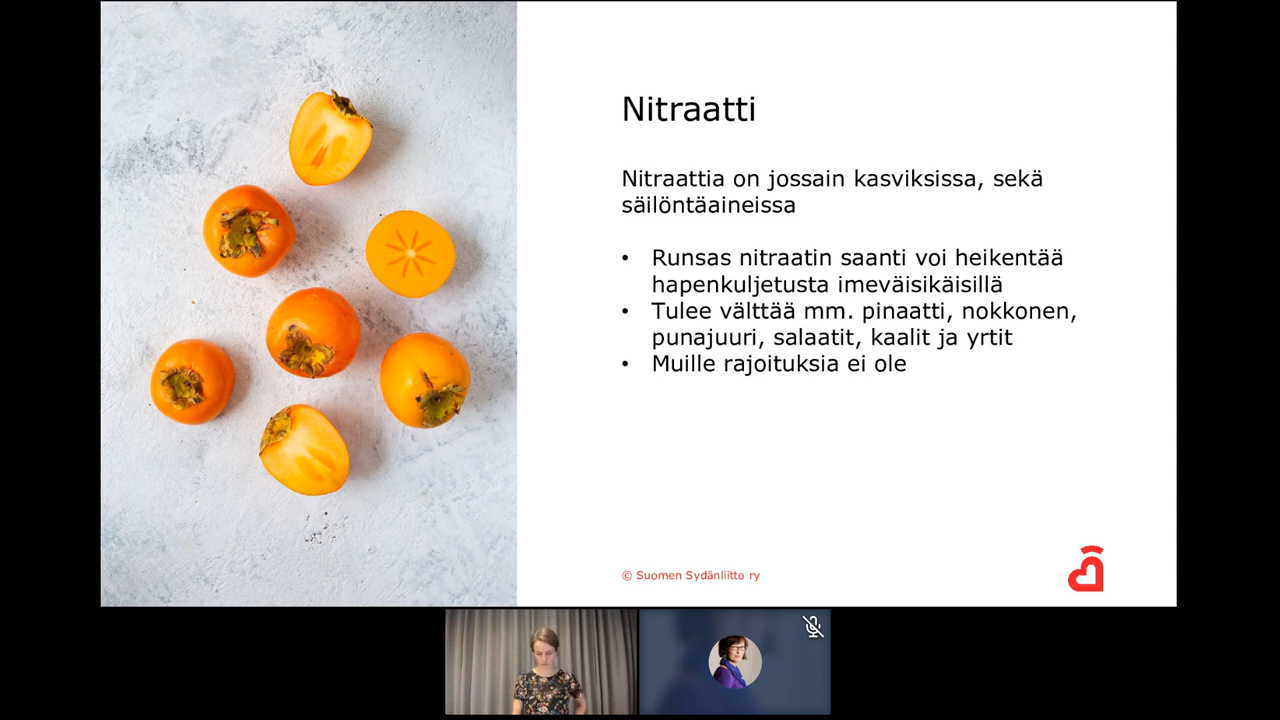 Nitraatti
Nitraattia on jossain kasviksissa, sekä
säilöntäaineissa
• Runsas nitraatin saanti voi heikentää
hapenkuljetusta imeväisikäisillä
• Tulee välttää mm. pinaatti, nokkonen,
punajuuri, salaatit, kaalit ja yrtit
• Muille rajoituksia ei ole
© Suomen Sydänliitto ry